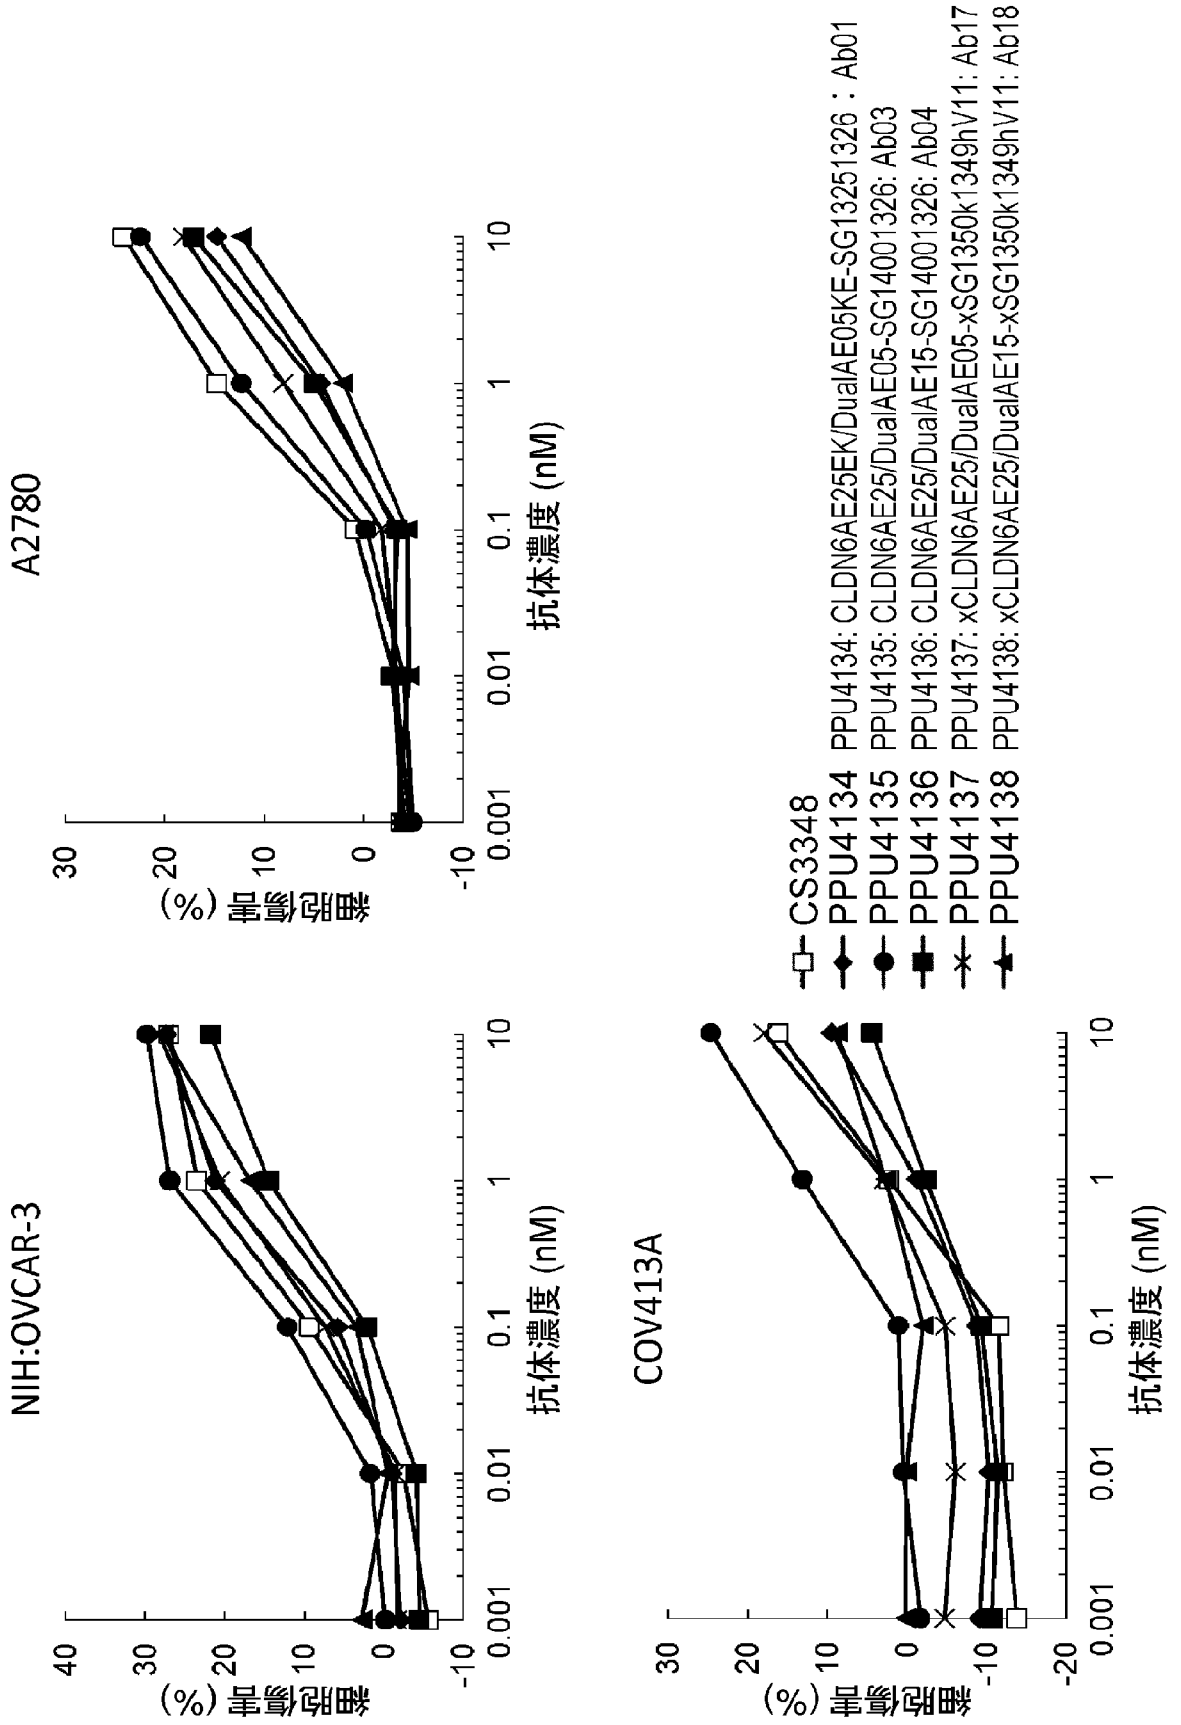 NIH:OVCAR-3
細胞傷害 (%)
40
30
20
10
0
-10
0.001
0.01
0.1
1
10
抗体濃度 (nM)
A2780
細胞傷害 (%)
30
20
10
0
-10
0.001
0.01
0.1
1
10
抗体濃度 (nM)
COV413A
細胞傷害 (%)
30
20
10
0
-10
-20
0.001
0.01
0.1
1
10
抗体濃度 (nM)
CS3348
PPU4134 PPU4134: CLDN6AE25EK/DualAE05KE-SG13251326 : Ab01
PPU4135 PPU4135: CLDN6AE25/DualAE05-SG14001326: Ab03
PPU4136 PPU4136: CLDN6AE25/DualAE15-SG14001326: Ab04
PPU4137 PPU4137: xCLDN6AE25/DualAE05-xSG1350k1349hV11: Ab17
PPU4138 PPU4138: xCLDN6AE25/DualAE15-xSG1350k1349hV11: Ab18